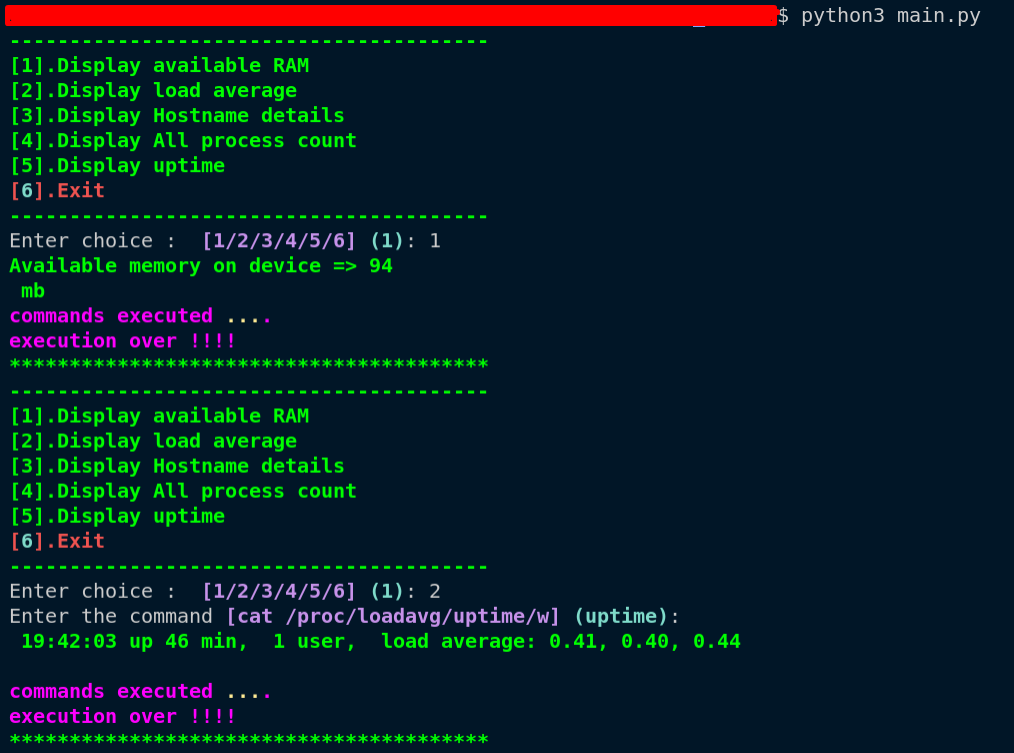 $ python3 main.py
----------------------------------------
[1].Display available RAM
[2].Display load average
[3].Display Hostname details
[4].Display All process count
[5].Display uptime
[6].Exit
----------------------------------------
Enter choice :  [1/2/3/4/5/6] (1): 1
Available memory on device => 94
 mb
commands executed ....
execution over !!!!
****************************************
----------------------------------------
[1].Display available RAM
[2].Display load average
[3].Display Hostname details
[4].Display All process count
[5].Display uptime
[6].Exit
----------------------------------------
Enter choice :  [1/2/3/4/5/6] (1): 2
Enter the command [cat /proc/loadavg/uptime/w] (uptime):
 19:42:03 up 46 min,  1 user,  load average: 0.41, 0.40, 0.44
commands executed ....
execution over !!!!
****************************************